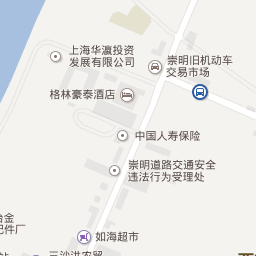 上海华瀛投资
发展有限公司
崇明旧机动车
交易市场
格林豪泰酒店
中国人寿保险
崇明道路交通安全
违法行为受理处
如海超市